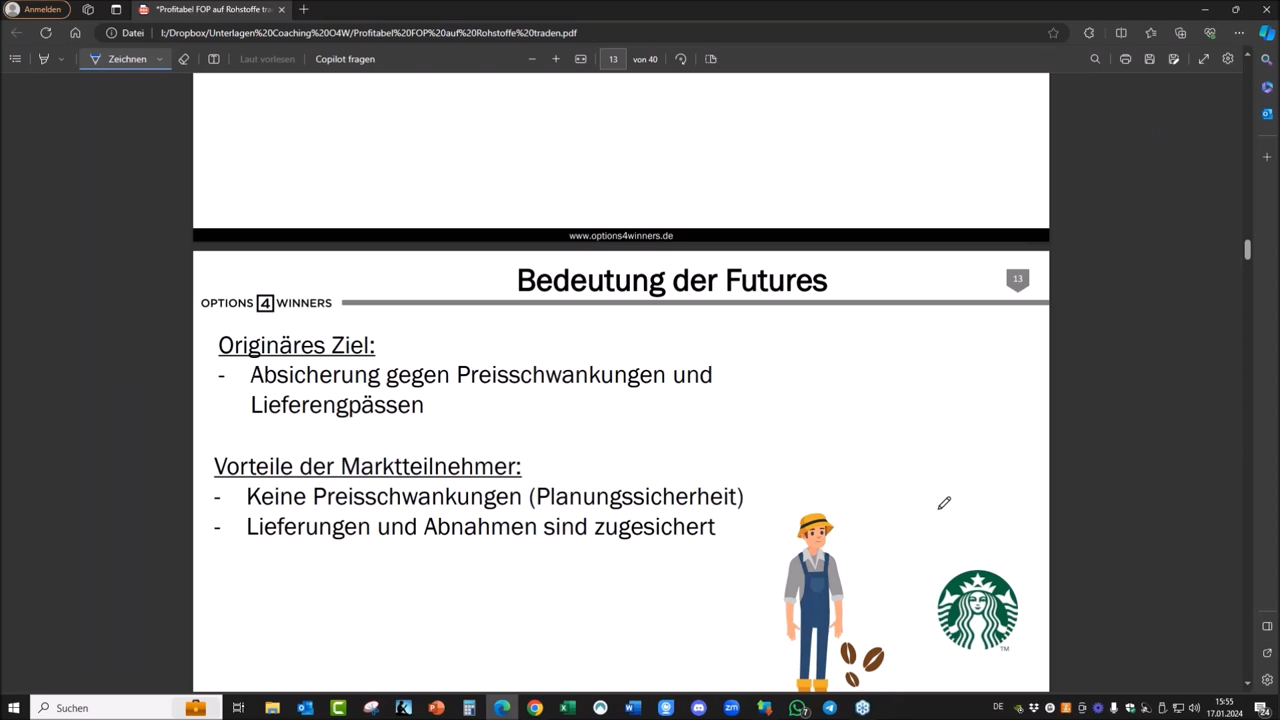 Anmelden
*Profitabel FOP auf Rohstoffe tra
Datei
I:/Dropbox/Unterlagen%20Coaching%20O4W/Profitabel%20FOP%20auf%20Rohstoffe%20traden.pdf
Zeichnen
Laut vorlesen
Copilot fragen
13
von 40
www.options4winners.de
Bedeutung der Futures
13
OPTIONS 4 WINNERS
Originäres Ziel:
- Absicherung gegen Preisschwankungen und
Lieferengpässen
Vorteile der Marktteilnehmer:
- Keine Preisschwankungen (Planungssicherheit)
- Lieferungen und Abnahmen sind zugesichert
TM
Suchen
7
DE
15:55
17.01.2024
24